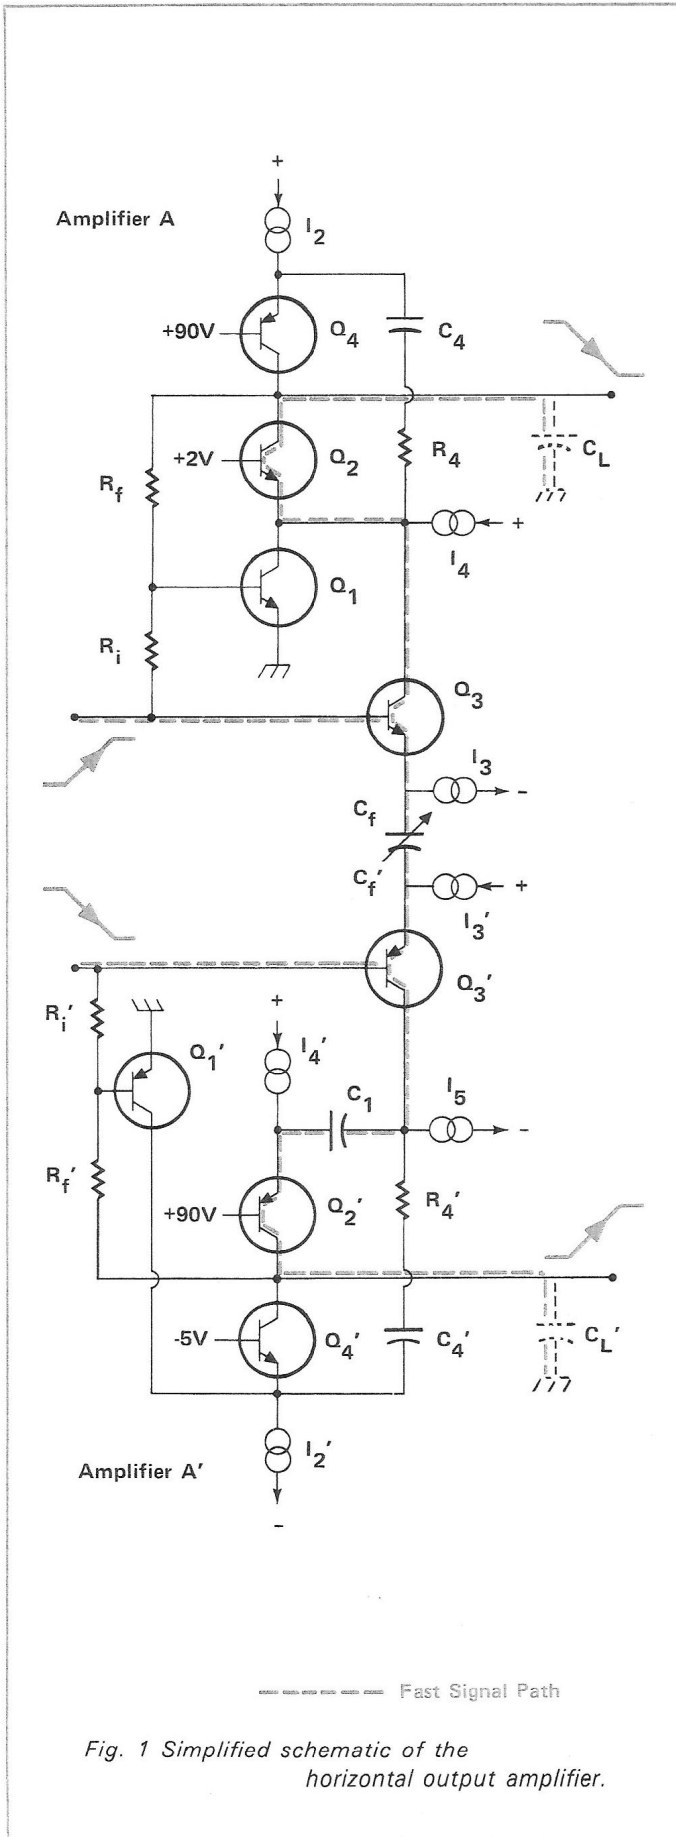 +
Amplifier A
I2
+90V
Q4
C4
+2V
Q2
R4
CL
Rf
+
I4
Q1
Ri
Q3
I3
-
Cf
Cf'
+
I3'
Q3'
Ri'
+
Q1'
I4'
C1
I5
-
Rf'
+90V
Q2'
R4'
-5V
Q4'
C4'
CL'
I2'
Amplifier A'
-
Fast Signal Path
Fig. 1 Simplified schematic of the
horizontal output amplifier.